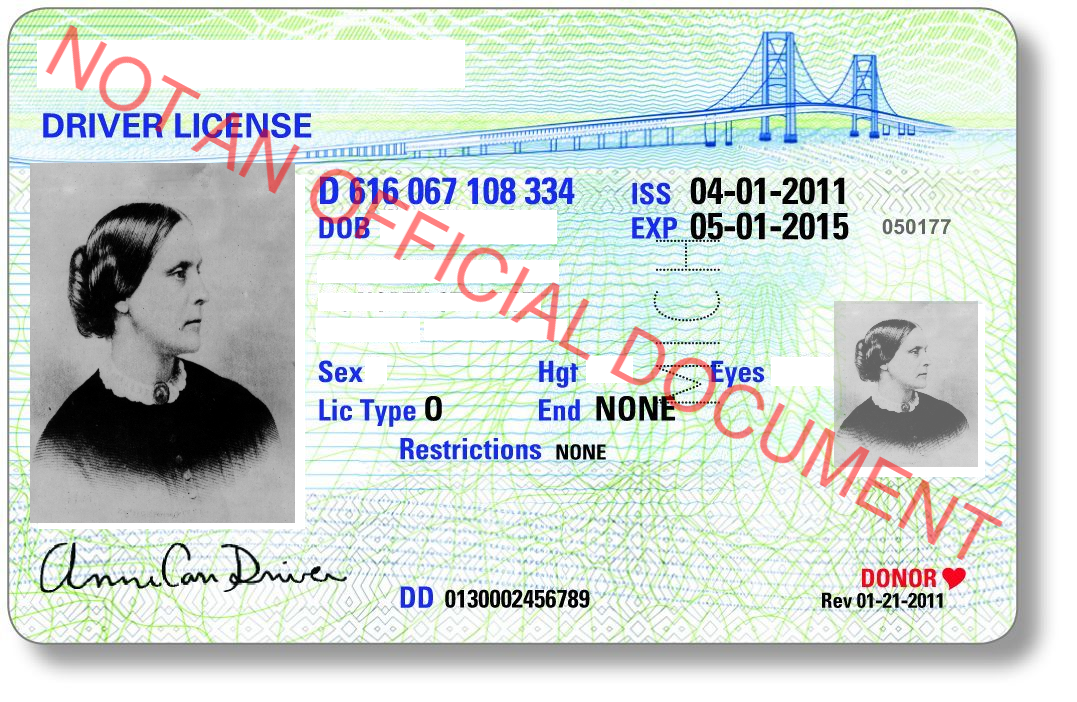 NOT AN OFFICIAL DOCUMENT
DRIVER LICENSE
D 616 067 108 334 ISS 04-01-2011
DOB EXP 05-01-2015 050177
MICH
Sex Hgt Eyes
Lic Type O End NONE
Restrictions NONE
Anni Can Driver
DONOR
DD 0130002456789 Rev 01-21-2011